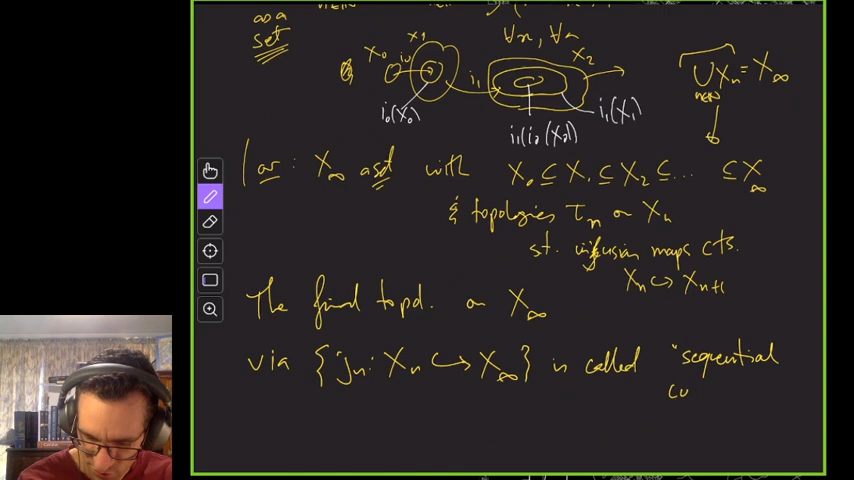 as a
set
∀n, ∀n
X₀ i₀ X₁
i₁ X₂
⋃Xₙ = X∞
n∈ℕ
i₀(X₀)
i₁(i₀(X₀))
i₁(X₁)
or: X∞ a set with X₀ ⊆ X₁ ⊆ X₂ ⊆ ... ⊆ X∞
& topologies τₙ on Xₙ
st. inclusion maps cts.
Xₙ ↪ Xₙ₊₁
The final topol. on X∞
via {jₙ: Xₙ ↪ X∞} is called "sequential
co